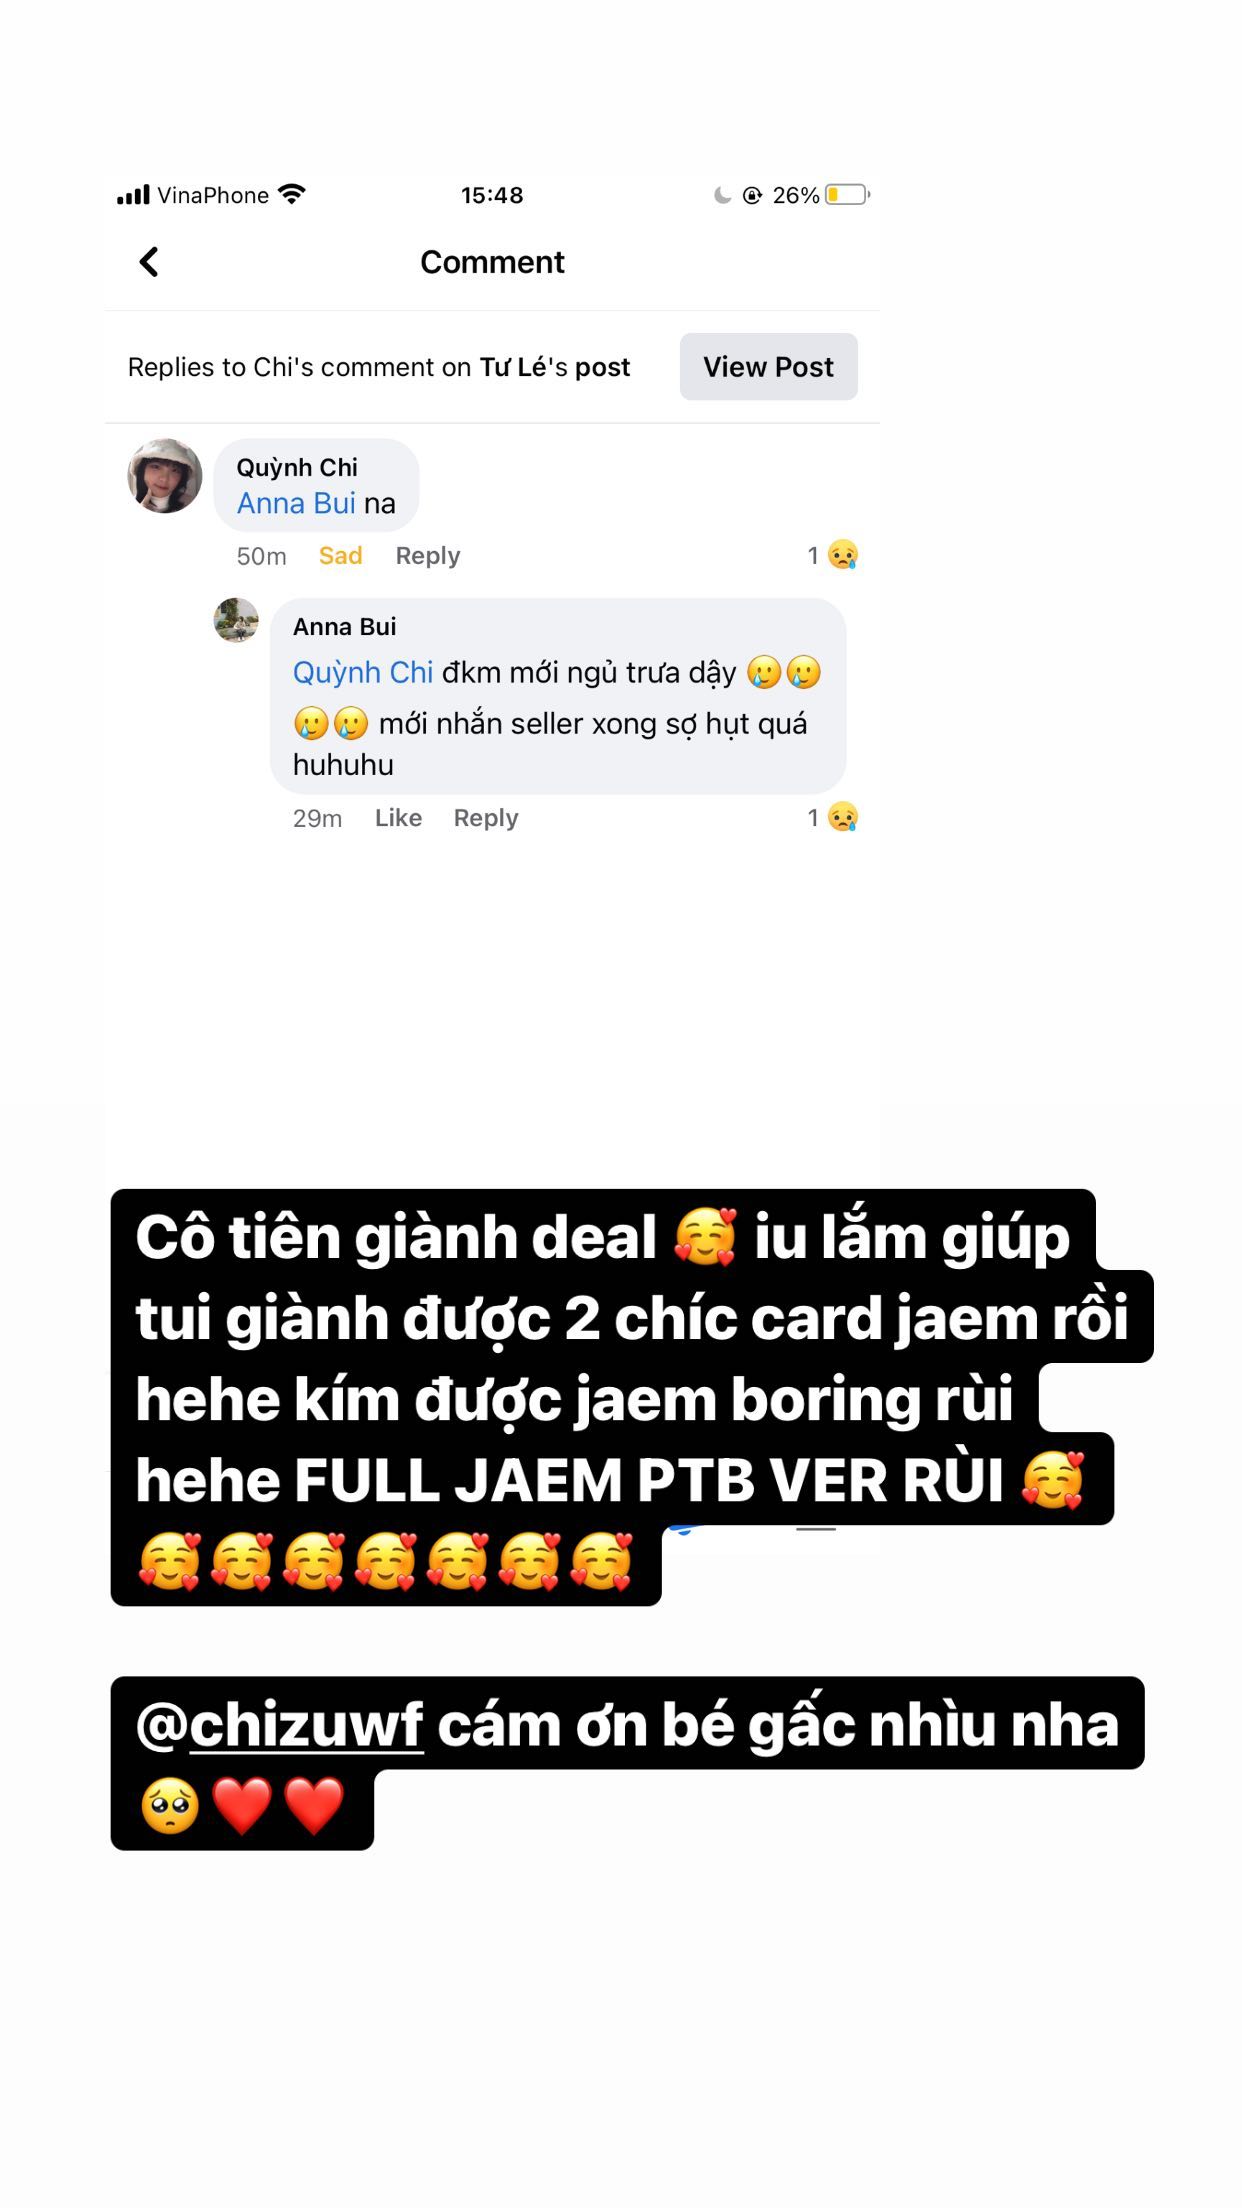 VinaPhone 15:48 26%
Comment
Replies to Chi's comment on Tư Lé's post View Post
Quỳnh Chi
Anna Bui na
50m Sad Reply 1 😢
Anna Bui
Quỳnh Chi đkm mới ngủ trưa dậy 🥲🥲
🥲🥲 mới nhắn seller xong sợ hụt quá
huhuhu
29m Like Reply 1 😢
Cô tiên giành deal 🥰 iu lắm giúp
tui giành được 2 chíc card jaem rồi
hehe kím được jaem boring rùi
hehe FULL JAEM PTB VER RÙI 🥰
🥰🥰🥰🥰🥰🥰🥰
@chizuwf cám ơn bé gấc nhìu nha
🥺❤️❤️